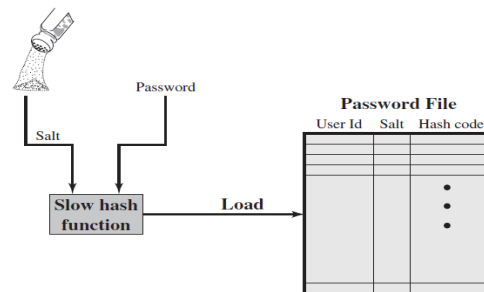 Password
Salt
Slow hash
function
Load
Password File
User Id Salt Hash code